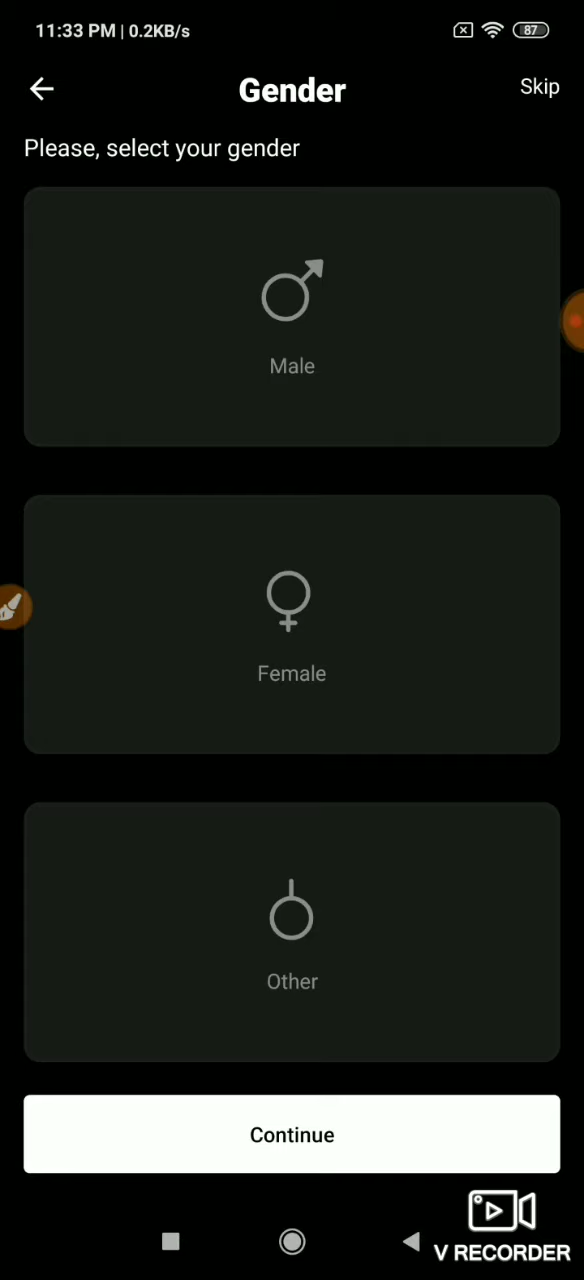 11:33 PM | 0.2KB/s 87
Gender
Skip
Please, select your gender
Male
Female
Other
Continue
V RECORDER